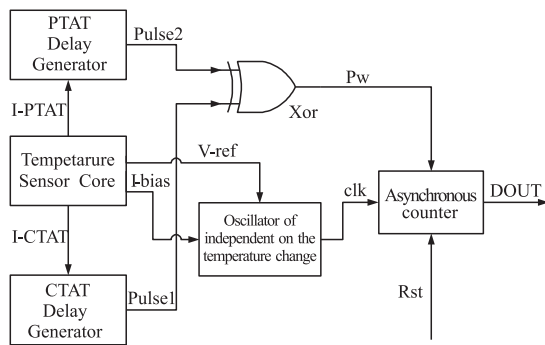 PTAT
Delay
Generator
Pulse2
I-PTAT
Xor
Pw
Tempetarure
Sensor Core
V-ref
I-bias
Oscillator of
independent on the
temperature change
clk
Asynchronous
counter
DOUT
I-CTAT
CTAT
Delay
Generator
Pulse1
Rst